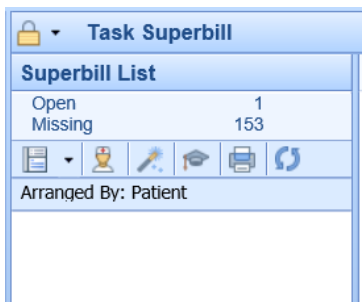 Task Superbill
Superbill List
Open 1
Missing 153
Arranged By: Patient